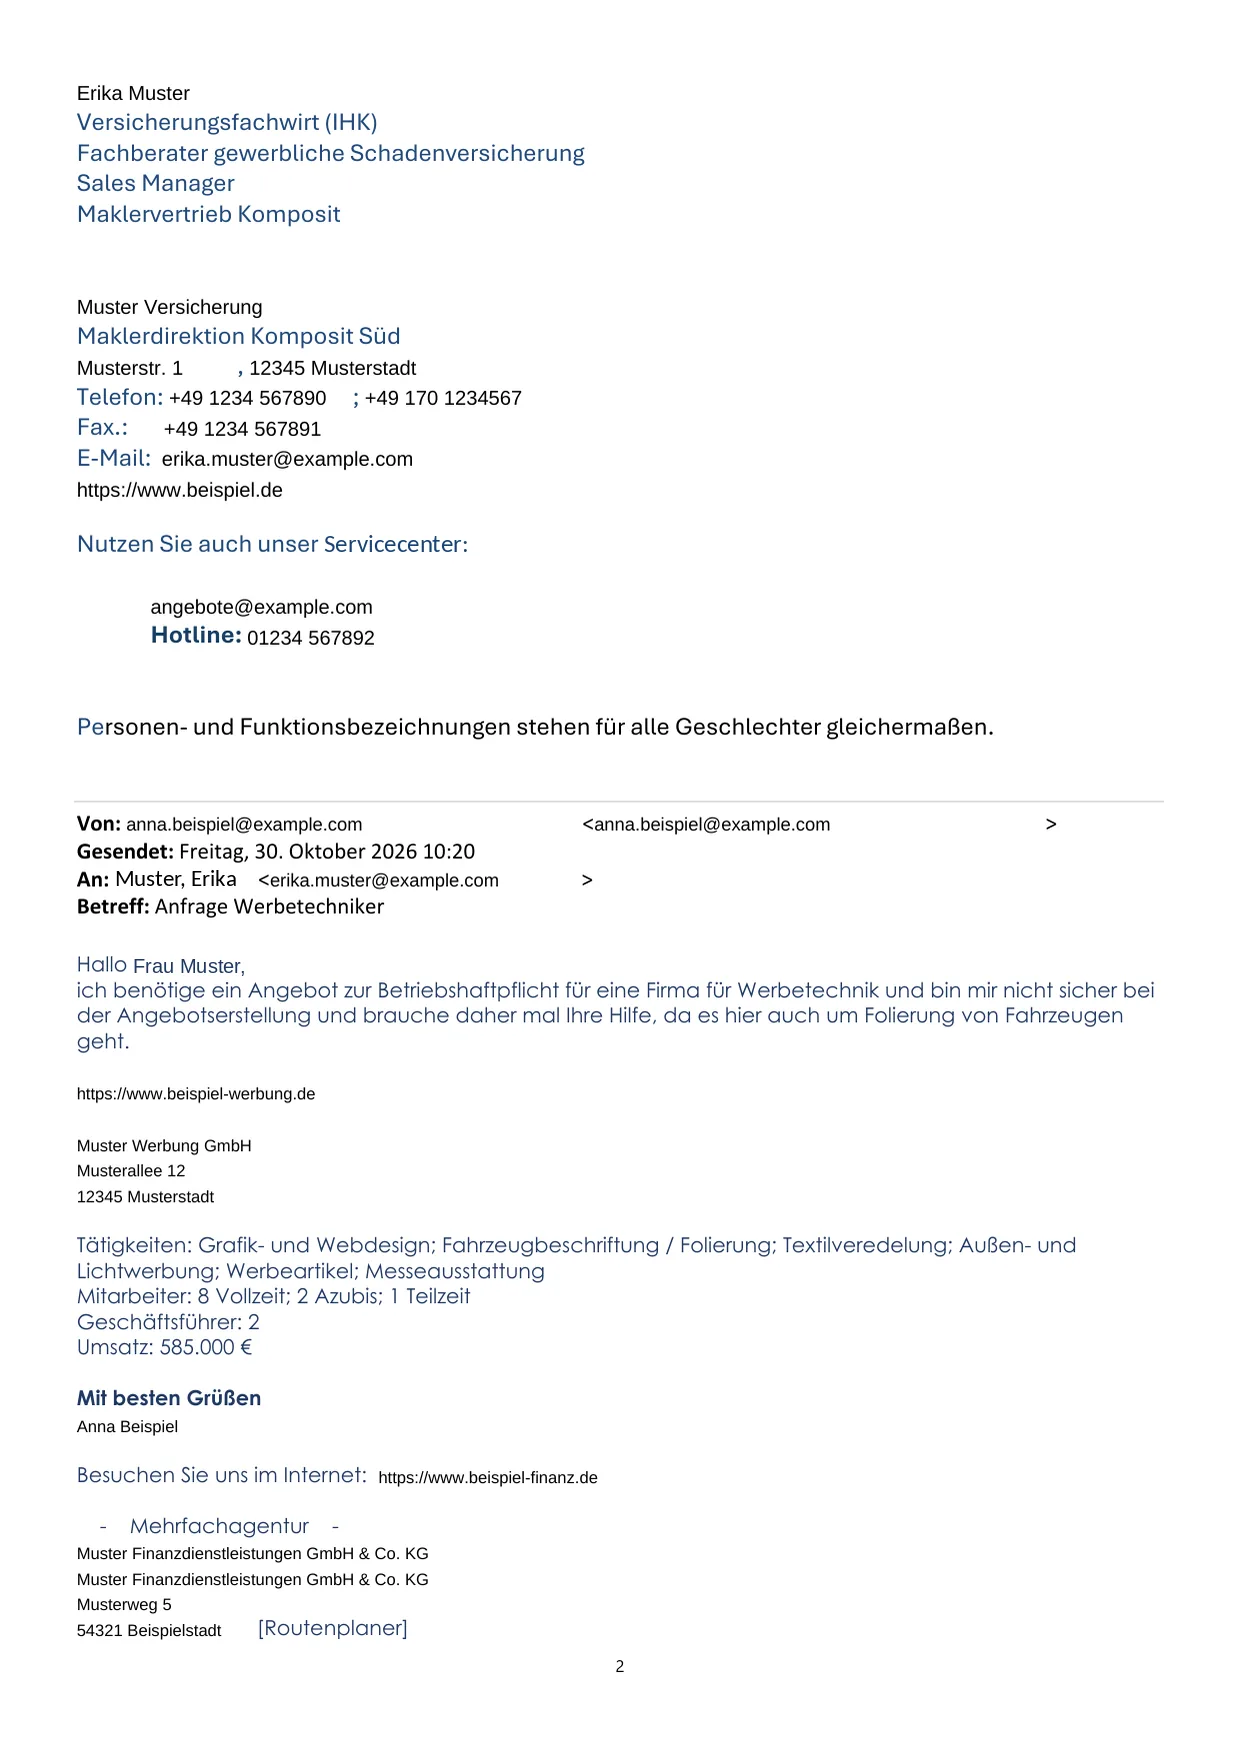 Erika Muster
Versicherungsfachwirt (IHK)
Fachberater gewerbliche Schadenversicherung
Sales Manager
Maklervertrieb Komposit
Muster Versicherung
Maklerdirektion Komposit Süd
Musterstr. 1 , 12345 Musterstadt
Telefon: +49 1234 567890 ; +49 170 1234567
Fax.: +49 1234 567891
E-Mail: erika.muster@example.com
https://www.beispiel.de
Nutzen Sie auch unser Servicecenter:
angebote@example.com
Hotline: 01234 567892
Personen- und Funktionsbezeichnungen stehen für alle Geschlechter gleichermaßen.
Von: anna.beispiel@example.com <anna.beispiel@example.com >
Gesendet: Freitag, 30. Oktober 2026 10:20
An: Muster, Erika <erika.muster@example.com >
Betreff: Anfrage Werbetechniker
Hallo Frau Muster,
ich benötige ein Angebot zur Betriebshaftpflicht für eine Firma für Werbetechnik und bin mir nicht sicher bei
der Angebotserstellung und brauche daher mal Ihre Hilfe, da es hier auch um Folierung von Fahrzeugen
geht.
https://www.beispiel-werbung.de
Muster Werbung GmbH
Musterallee 12
12345 Musterstadt
Tätigkeiten: Grafik- und Webdesign; Fahrzeugbeschriftung / Folierung; Textilveredelung; Außen- und
Lichtwerbung; Werbeartikel; Messeausstattung
Mitarbeiter: 8 Vollzeit; 2 Azubis; 1 Teilzeit
Geschäftsführer: 2
Umsatz: 585.000 €
Mit besten Grüßen
Anna Beispiel
Besuchen Sie uns im Internet: https://www.beispiel-finanz.de
- Mehrfachagentur -
Muster Finanzdienstleistungen GmbH & Co. KG
Muster Finanzdienstleistungen GmbH & Co. KG
Musterweg 5
54321 Beispielstadt [Routenplaner]
2